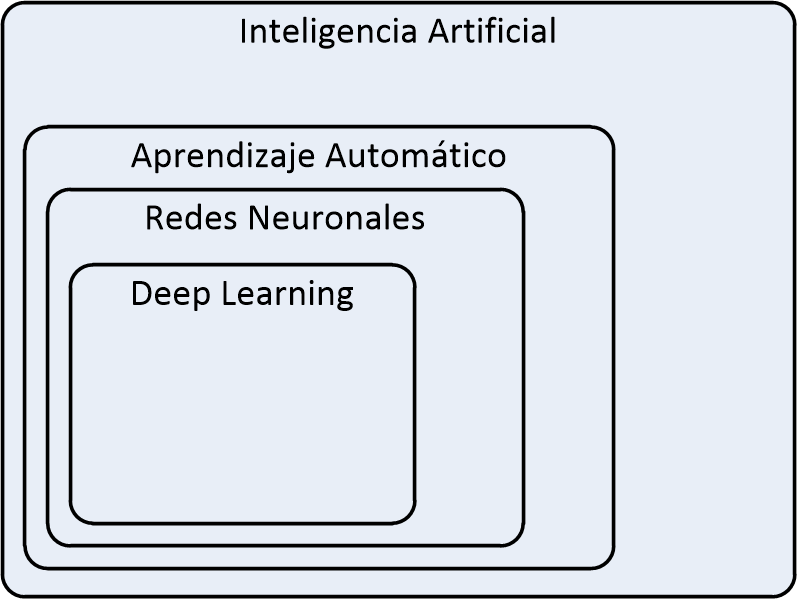 Inteligencia Artificial
Aprendizaje Automático
Redes Neuronales
Deep Learning